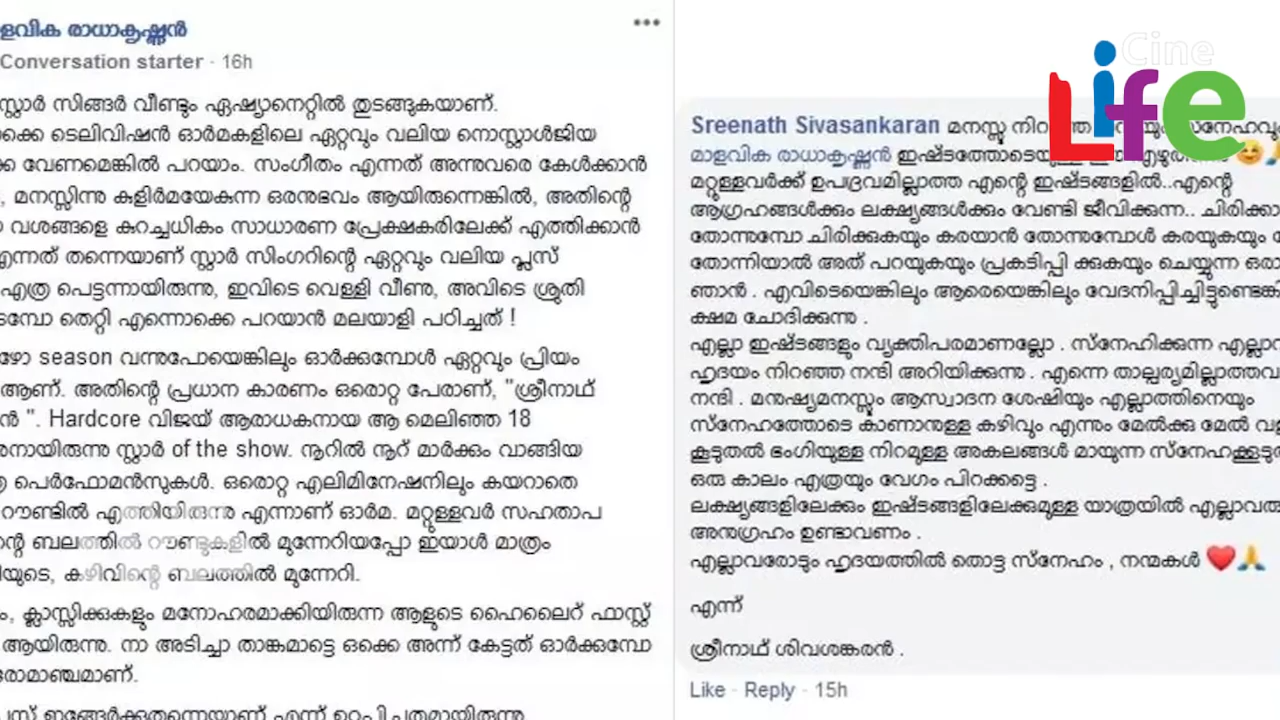 ളവിക രാധാകൃഷ്ണൻ
Conversation starter · 16h
സ്റ്റാർ സിങ്ങർ വീണ്ടും ഏഷ്യാനെറ്റിൽ തുടങ്ങുകയാണ്.
ക്കെ ടെലിവിഷൻ ഓർമകളിലെ ഏറ്റവും വലിയ നൊസ്റ്റാൾജിയ
ക്ക വേണമെങ്കിൽ പറയാം. സംഗീതം എന്നത് അന്നുവരെ കേൾക്കാൻ
, മനസ്സിന്നു കുളിർമയേകുന്ന ഒരനുഭവം ആയിരുന്നെങ്കിൽ, അതിന്റെ
വശങ്ങളെ കുറച്ചധികം സാധാരണ പ്രേക്ഷകരിലേക്ക് എത്തിക്കാൻ
എന്നത് തന്നെയാണ് സ്റ്റാർ സിംഗറിന്റെ ഏറ്റവും വലിയ പ്ലസ്
എത്ര പെട്ടന്നായിരുന്നു, ഇവിടെ വെള്ളി വീണു, അവിടെ ശ്രുതി
ടമ്പോ തെറ്റി എന്നൊക്കെ പറയാൻ മലയാളി പഠിച്ചത് !
ഴോ season വന്നുപോയെങ്കിലും ഓർക്കുമ്പോൾ ഏറ്റവും പ്രിയം
ആണ്. അതിന്റെ പ്രധാന കാരണം ഒരൊറ്റ പേരാണ്, "ശ്രീനാഥ്
ൻ ". Hardcore വിജയ് ആരാധകനായ ആ മെലിഞ്ഞ 18
നായിരുന്നു സ്റ്റാർ of the show. നൂറിൽ നൂറ് മാർക്കും വാങ്ങിയ
പെർഫോമൻസുകൾ. ഒരൊറ്റ എലിമിനേഷനിലും കയറാതെ
റൗണ്ടിൽ എത്തിയിരുന്നു എന്നാണ് ഓർമ. മറ്റുള്ളവർ സഹതാപ
ന്റെ ബലത്തിൽ റൗണ്ടുകളിൽ മുന്നേറിയപ്പോ ഇയാൾ മാത്രം
യുടെ, കഴിവിന്റെ ബലത്തിൽ മുന്നേറി.
ം, ക്ലാസ്സിക്കുകളും മനോഹരമാക്കിയിരുന്ന ആളുടെ ഹൈലൈറ് ഫാസ്റ്റ്
ആയിരുന്നു. നാ അടിച്ചാ താങ്കമാട്ടെ ഒക്കെ അന്ന് കേട്ടത് ഓർക്കുമ്പോ
രോമാഞ്ചമാണ്.
Cine
Life
Sreenath Sivasankaran മനസ്സു
മാളവിക രാധാകൃഷ്ണൻ
മറ്റുള്ളവർക്ക് ഉപദ്രവമില്ലാത്ത എന്റെ ഇഷ്ടങ്ങളിൽ..എന്റെ
ആഗ്രഹങ്ങൾക്കും ലക്ഷ്യങ്ങൾക്കും വേണ്ടി ജീവിക്കുന്ന.. ചിരിക്കാ
തോന്നുമ്പോ ചിരിക്കുകയും കരയാൻ തോന്നുമ്പോൾ കരയുകയും
തോന്നിയാൽ അത് പറയുകയും പ്രകടിപ്പി ക്കുകയും ചെയ്യുന്ന ഒരാ
ഞാൻ . എവിടെയെങ്കിലും ആരെയെങ്കിലും വേദനിപ്പിച്ചിട്ടുണ്ടെങ്കി
ക്ഷമ ചോദിക്കുന്നു .
എല്ലാ ഇഷ്ടങ്ങളും വ്യക്തിപരമാണല്ലോ . സ്നേഹിക്കുന്ന എല്ലാവ
ഹൃദയം നിറഞ്ഞ നന്ദി അറിയിക്കുന്നു . എന്നെ താല്പര്യമില്ലാത്തവ
നന്ദി . മനുഷ്യമനസ്സും ആസ്വാദന ശേഷിയും എല്ലാത്തിനെയും
സ്നേഹത്തോടെ കാണാനുള്ള കഴിവും എന്നും മേൽക്കു മേൽ വള
കൂടുതൽ ഭംഗിയുള്ള നിറമുള്ള അകലങ്ങൾ മായുന്ന സ്നേഹക്കൂടു
ഒരു കാലം എത്രയും വേഗം പിറക്കട്ടെ .
ലക്ഷ്യങ്ങളിലേക്കും ഇഷ്ടങ്ങളിലേക്കുമുള്ള യാത്രയിൽ എല്ലാവരു
അനുഗ്രഹം ഉണ്ടാവണം .
എല്ലാവരോടും ഹൃദയത്തിൽ തൊട്ട സ്നേഹം , നന്മകൾ ❤️🙏
എന്ന്
ശ്രീനാഥ് ശിവശങ്കരൻ .
Like · Reply · 15h